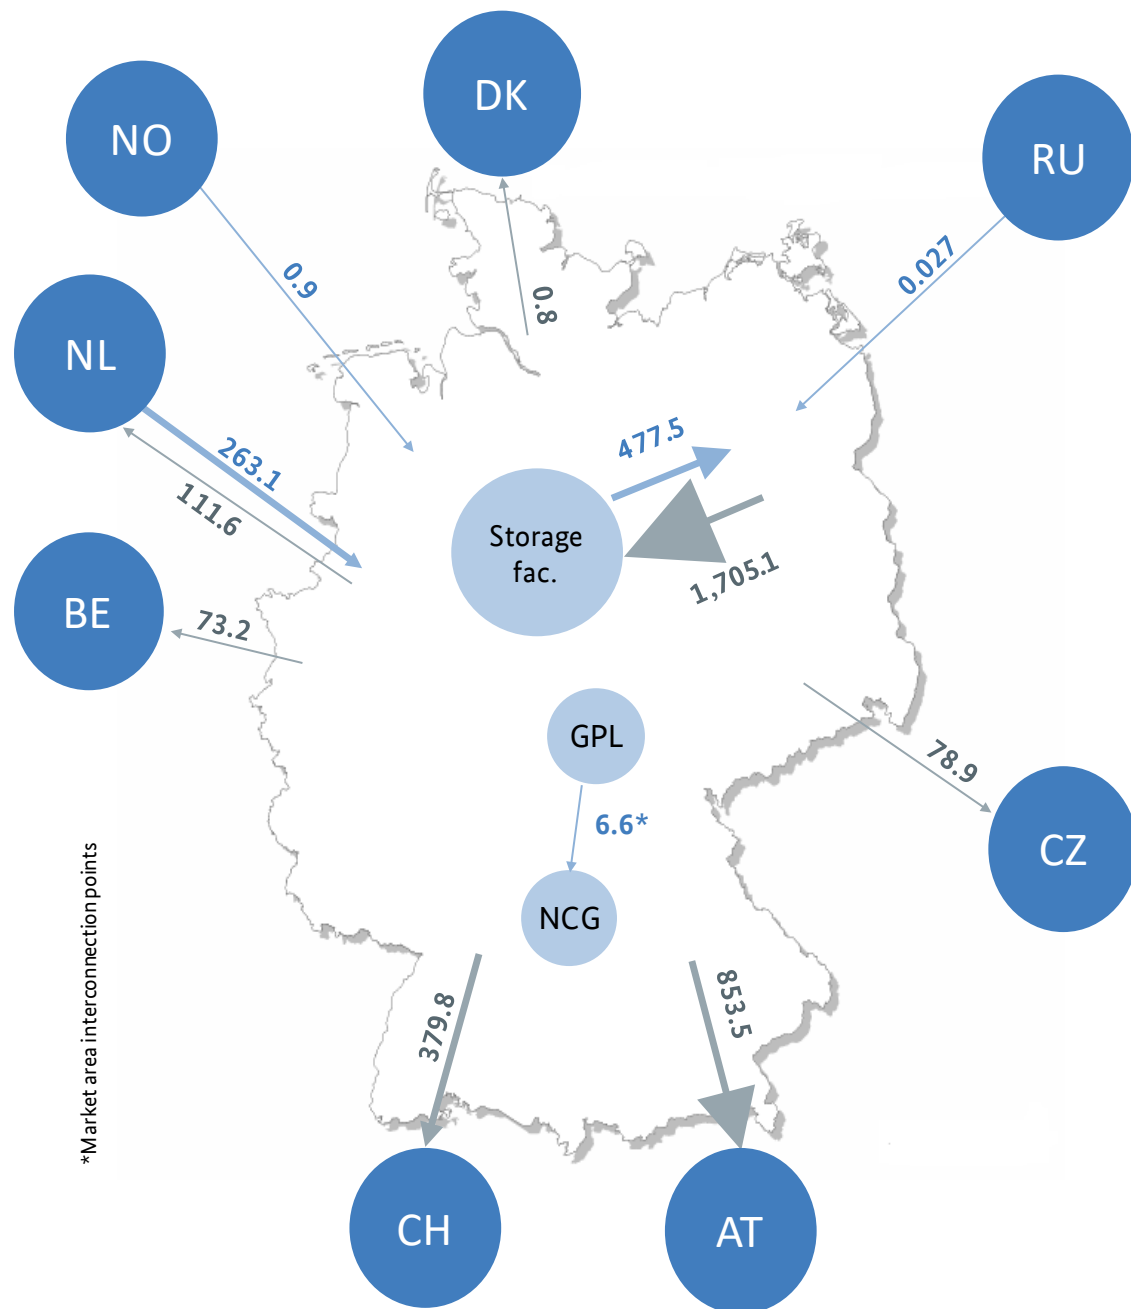 DK
NO
RU
0.9
0.8
0.027
NL
263.1
111.6
477.5
Storage
fac.
1,705.1
BE
73.2
GPL
6.6*
NCG
78.9
CZ
379.8
853.5
*Market area interconnection points
CH
AT